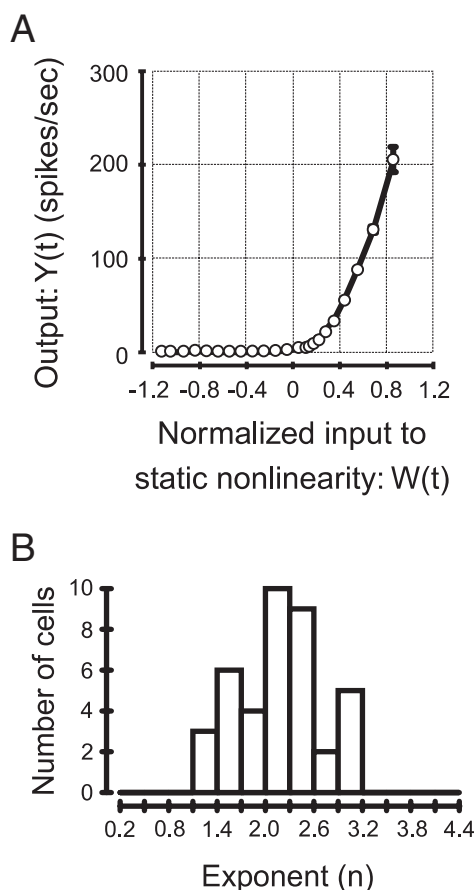 A
Output: Y(t) (spikes/sec)
300
200
100
0
-1.2 -0.8 -0.4 0 0.4 0.8 1.2
Normalized input to
static nonlinearity: W(t)
B
Number of cells
10
8
6
4
2
0
0.2 0.8 1.4 2.0 2.6 3.2 3.8 4.4
Exponent (n)